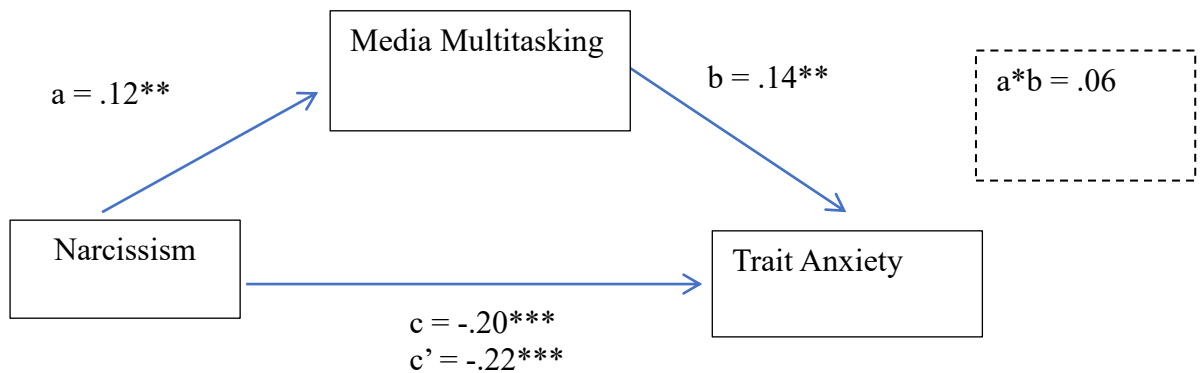 Media Multitasking
a = .12**
b = .14**
a*b = .06
Narcissism
Trait Anxiety
c = -.20***
c’ = -.22***